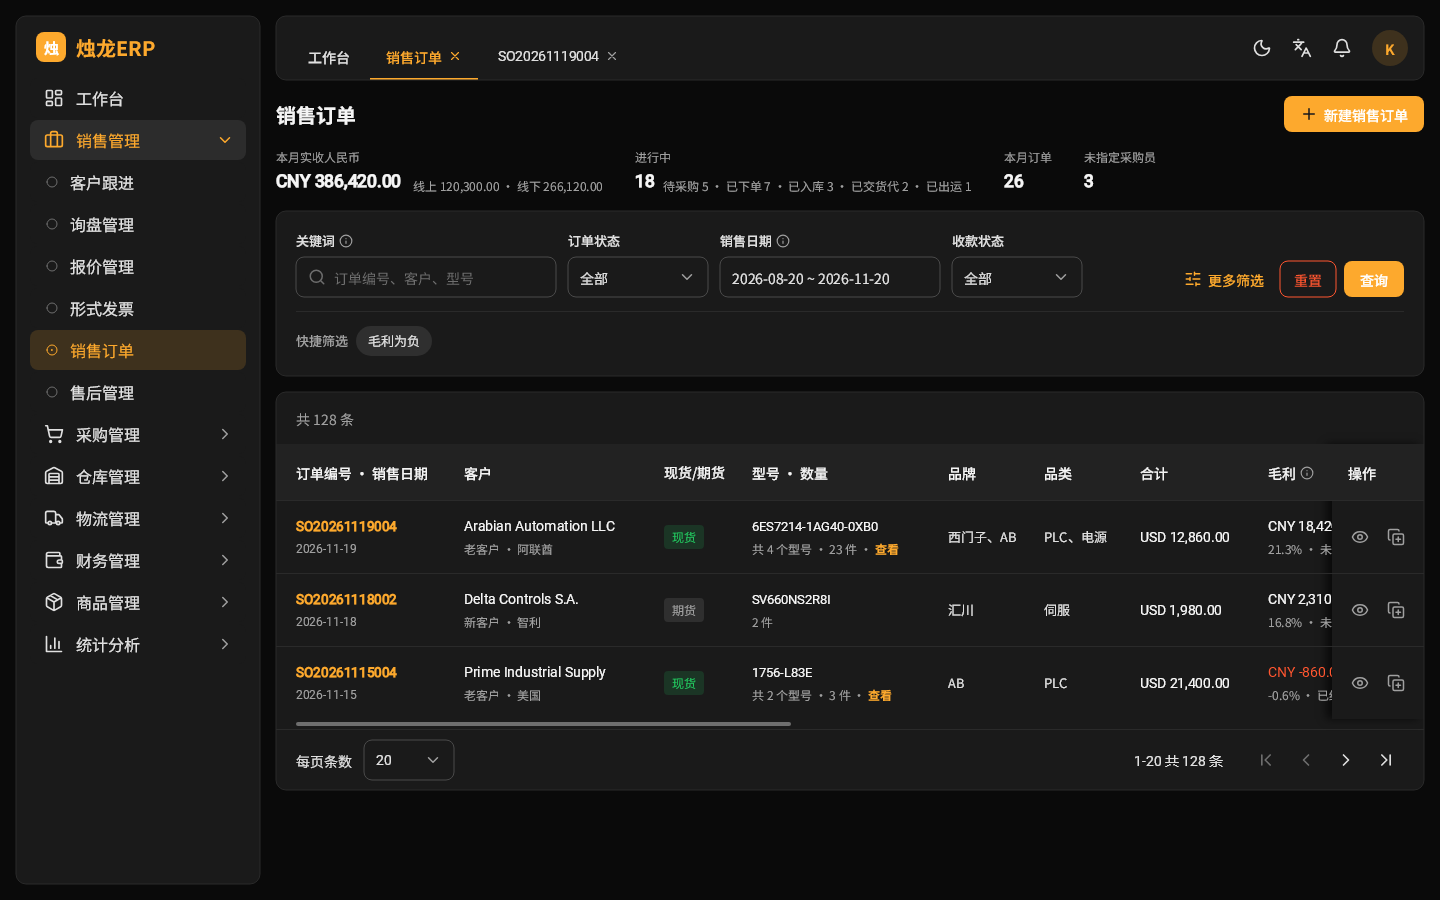 烛 烛龙ERP
工作台
销售管理
客户跟进
询盘管理
报价管理
形式发票
销售订单
售后管理
采购管理
仓库管理
物流管理
财务管理
商品管理
统计分析
工作台 销售订单 SO20261119004
K
销售订单
新建销售订单
本月实收人民币 进行中 本月订单 未指定采购员
CNY 386,420.00 线上 120,300.00 • 线下 266,120.00 18 待采购 5 • 已下单 7 • 已入库 3 • 已交货代 2 • 已出运 1 26 3
关键词 订单状态 销售日期 收款状态
订单编号、客户、型号 全部 2026-08-20 ~ 2026-11-20 全部 更多筛选 重置 查询
快捷筛选 毛利为负
共 128 条
订单编号 • 销售日期 客户 现货/期货 型号 • 数量 品牌 品类 合计 毛利 操作
SO20261119004 Arabian Automation LLC 现货 6ES7214-1AG40-0XB0 西门子、AB PLC、电源 USD 12,860.00 CNY 18,42
2026-11-19 老客户 • 阿联酋 共 4 个型号 • 23 件 • 查看 21.3% • 未
SO20261118002 Delta Controls S.A. 期货 SV660NS2R8I 汇川 伺服 USD 1,980.00 CNY 2,310
2026-11-18 新客户 • 智利 2 件 16.8% • 未
SO20261115004 Prime Industrial Supply 现货 1756-L83E AB PLC USD 21,400.00 CNY -860.0
2026-11-15 老客户 • 美国 共 2 个型号 • 3 件 • 查看 -0.6% • 已
每页条数 20 1-20 共 128 条